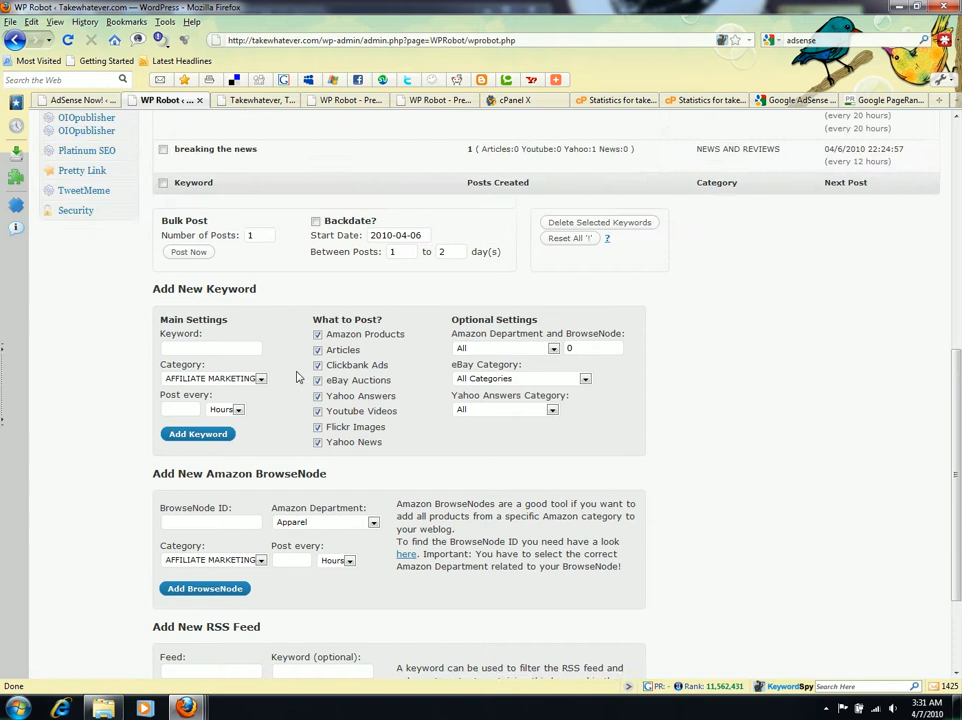 WP Robot ‹ Takewhatever.com — WordPress - Mozilla Firefox
File Edit View History Bookmarks Tools Help
http://takewhatever.com/wp-admin/admin.php?page=WPRobot/wprobot.php
adsense
Most Visited Getting Started Latest Headlines
Search the Web
AdSense Now! ‹ ...
WP Robot ‹ ...
Takewhatever, T...
WP Robot - Pre...
WP Robot - Pre...
cPanel X
Statistics for take...
Statistics for take...
Google AdSense ...
Google PageRan...
OIOpublisher
OIOpublisher
Platinum SEO
Pretty Link
TweetMeme
Security
(every 20 hours)
(every 20 hours)
breaking the news 1 ( Articles:0 Youtube:0 Yahoo:1 News:0 ) NEWS AND REVIEWS 04/6/2010 22:24:57
(every 12 hours)
Keyword Posts Created Category Next Post
Bulk Post
Number of Posts: 1
Post Now
Backdate?
Start Date: 2010-04-06
Between Posts: 1 to 2 day(s)
Delete Selected Keywords
Reset All '!' ?
Add New Keyword
Main Settings
Keyword:
Category:
AFFILIATE MARKETING
Post every:
Hours
Add Keyword
What to Post?
Amazon Products
Articles
Clickbank Ads
eBay Auctions
Yahoo Answers
Youtube Videos
Flickr Images
Yahoo News
Optional Settings
Amazon Department and BrowseNode:
All 0
eBay Category:
All Categories
Yahoo Answers Category:
All
Add New Amazon BrowseNode
BrowseNode ID:
Amazon Department:
Apparel
Category:
AFFILIATE MARKETING
Post every:
Hours
Add BrowseNode
Amazon BrowseNodes are a good tool if you want to
add all products from a specific Amazon category to
your weblog.
To find the BrowseNode ID you need have a look
here. Important: You have to select the correct
Amazon Department related to your BrowseNode!
Add New RSS Feed
Feed:
Keyword (optional):
A keyword can be used to filter the RSS feed and
Done
PR: - Rank: 11,562,431 KeywordSpy Search Here 1425
3:31 AM
4/7/2010